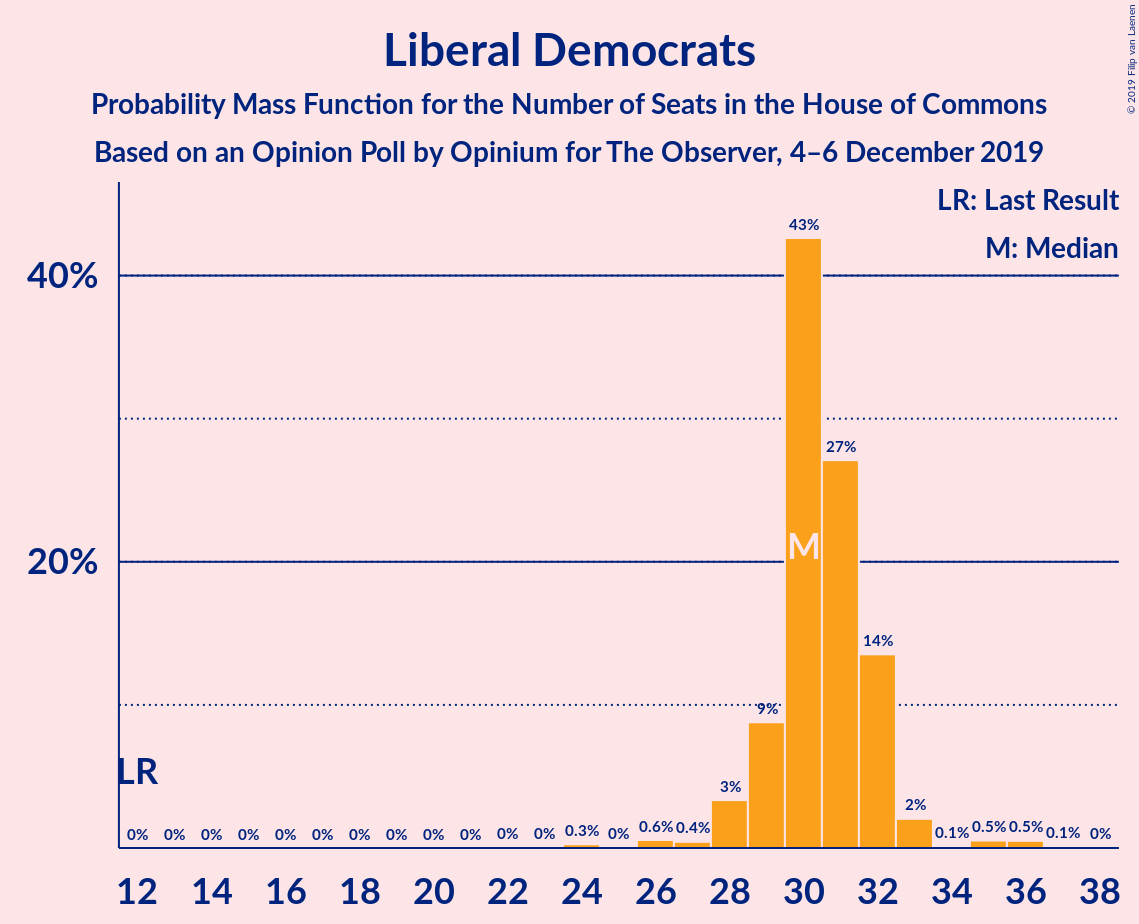 Liberal Democrats
Probability Mass Function for the Number of Seats in the House of Commons
Based on an Opinion Poll by Opinium for The Observer, 4–6 December 2019
© 2019 Filip van Laenen
LR: Last Result
M: Median
43%
40%
27%
M
20%
14%
9%
LR
3%
2%
0% 0% 0% 0% 0% 0% 0% 0% 0% 0% 0% 0% 0.3% 0% 0.6% 0.4% 0.1% 0.5% 0.5% 0.1% 0%
12 14 16 18 20 22 24 26 28 30 32 34 36 38